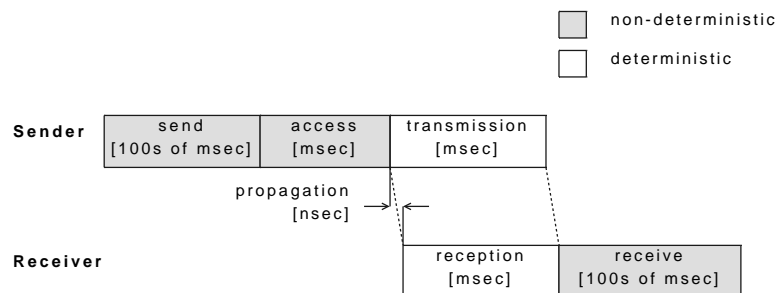 non-deterministic
deterministic
Sender
send
[100s of msec]
access
[msec]
transmission
[msec]
propagation
[nsec]
Receiver
reception
[msec]
receive
[100s of msec]